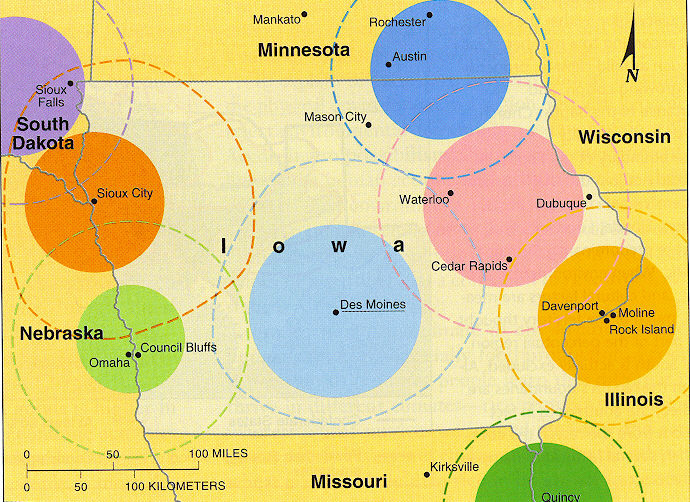 Mankato
Rochester
Minnesota
Austin
N
Sioux
Falls
South
Dakota
Mason City
Wisconsin
Sioux City
Waterloo
Dubuque
I o w a
Cedar Rapids
Des Moines
Davenport
Moline
Rock Island
Nebraska
Council Bluffs
Omaha
Illinois
0 50 100 MILES
0 50 100 KILOMETERS
Missouri
Kirksville
Quincy